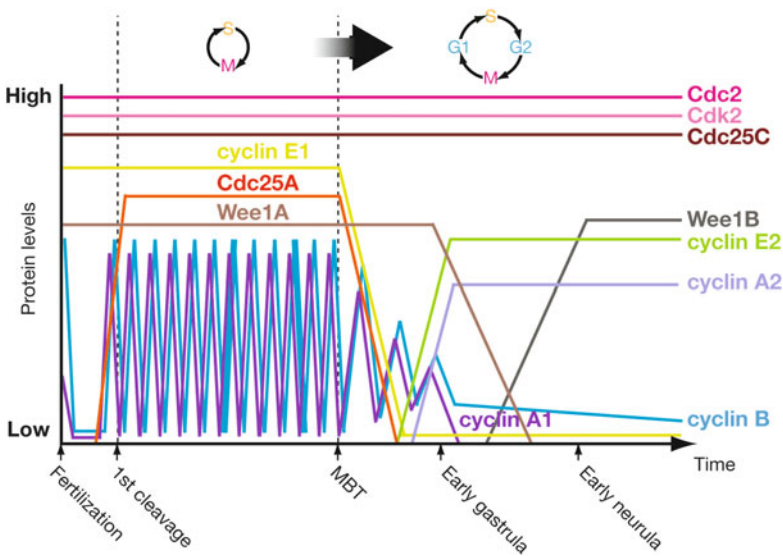 S
M
S
G1 G2
M
High
Cdc2
Cdk2
Cdc25C
cyclin E1
Cdc25A
Wee1A
Wee1B
cyclin E2
cyclin A2
Protein levels
cyclin A1
cyclin B
Low
Time
Fertilization
1st cleavage
MBT
Early gastrula
Early neurula